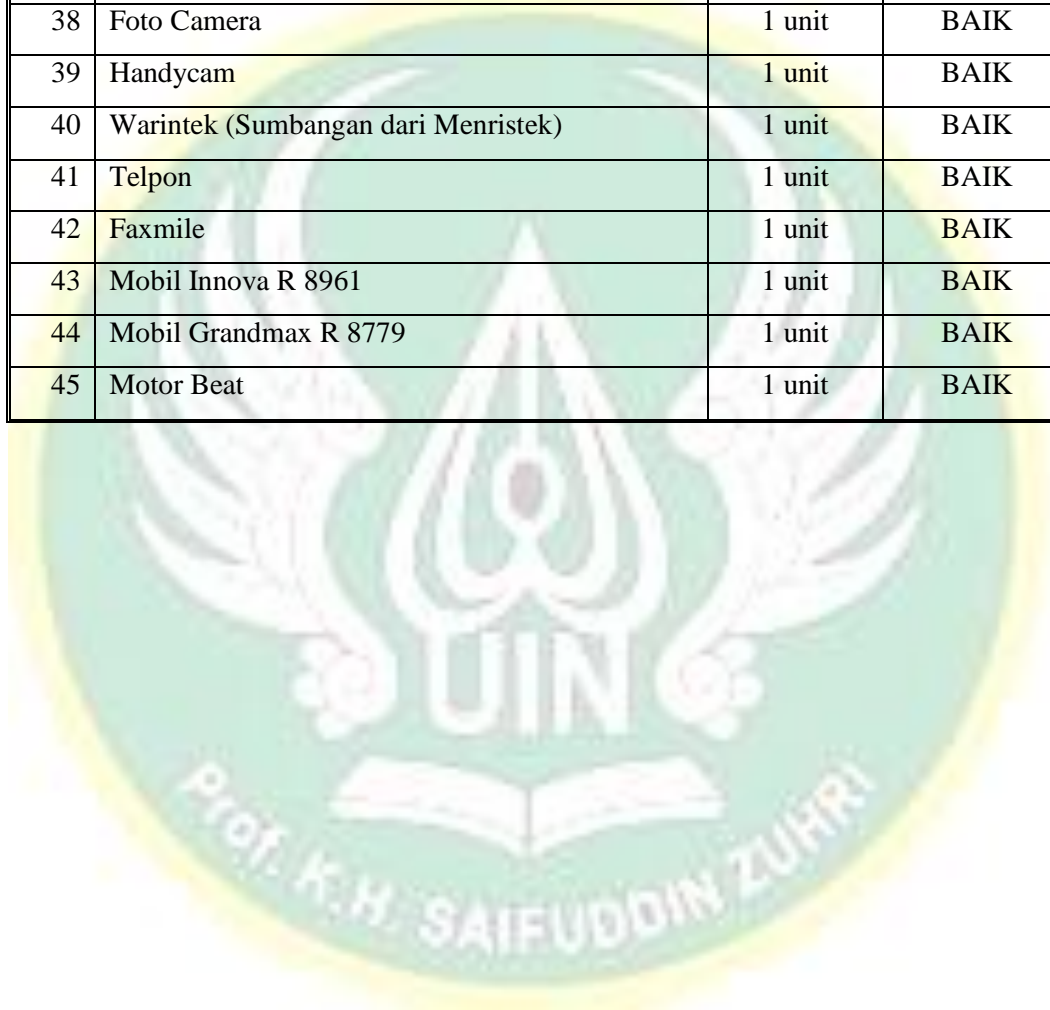 38 Foto Camera 1 unit BAIK
39 Handycam 1 unit BAIK
40 Warintek (Sumbangan dari Menristek) 1 unit BAIK
41 Telpon 1 unit BAIK
42 Faxmile 1 unit BAIK
43 Mobil Innova R 8961 1 unit BAIK
44 Mobil Grandmax R 8779 1 unit BAIK
45 Motor Beat 1 unit BAIK
UIN
Prof. K.H. SAIFUDDIN ZUHRI